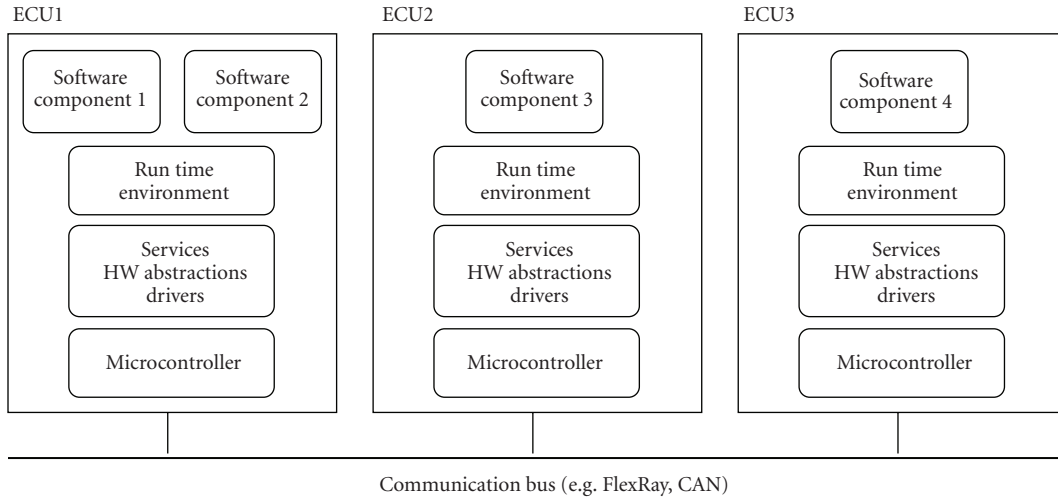 ECU1
Software
component 1
Software
component 2
Run time
environment
Services
HW abstractions
drivers
Microcontroller
ECU2
Software
component 3
Run time
environment
Services
HW abstractions
drivers
Microcontroller
ECU3
Software
component 4
Run time
environment
Services
HW abstractions
drivers
Microcontroller
Communication bus (e.g. FlexRay, CAN)